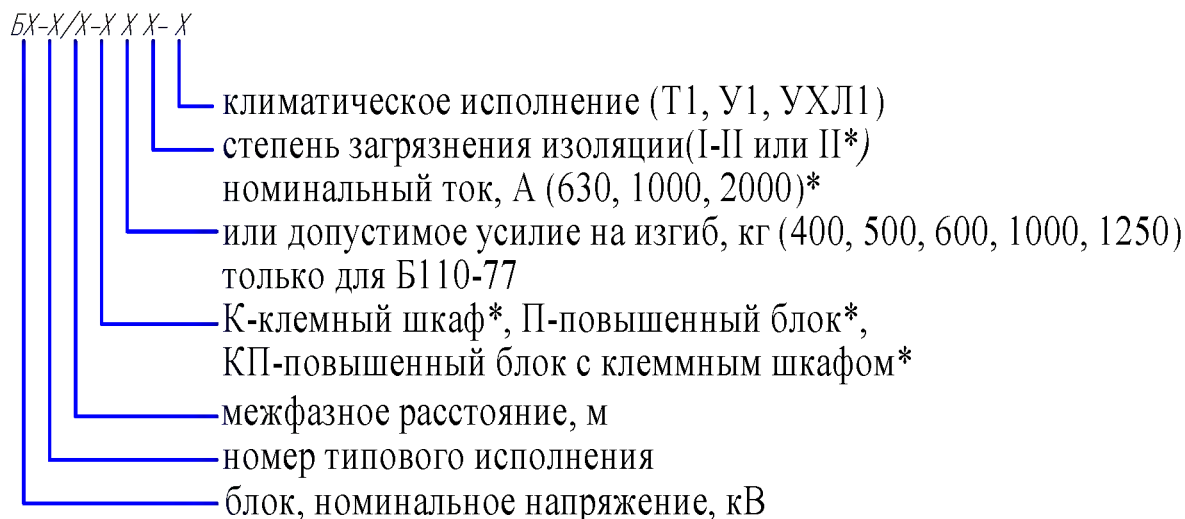 БХ-Х/Х-Х Х Х- Х
климатическое исполнение (Т1, У1, УХЛ1)
степень загрязнения изоляции(I-II или II*)
номинальный ток, А (630, 1000, 2000)*
или допустимое усилие на изгиб, кг (400, 500, 600, 1000, 1250)
только для Б110-77
К-клемный шкаф*, П-повышенный блок*,
КП-повышенный блок с клеммным шкафом*
межфазное расстояние, м
номер типового исполнения
блок, номинальное напряжение, кВ